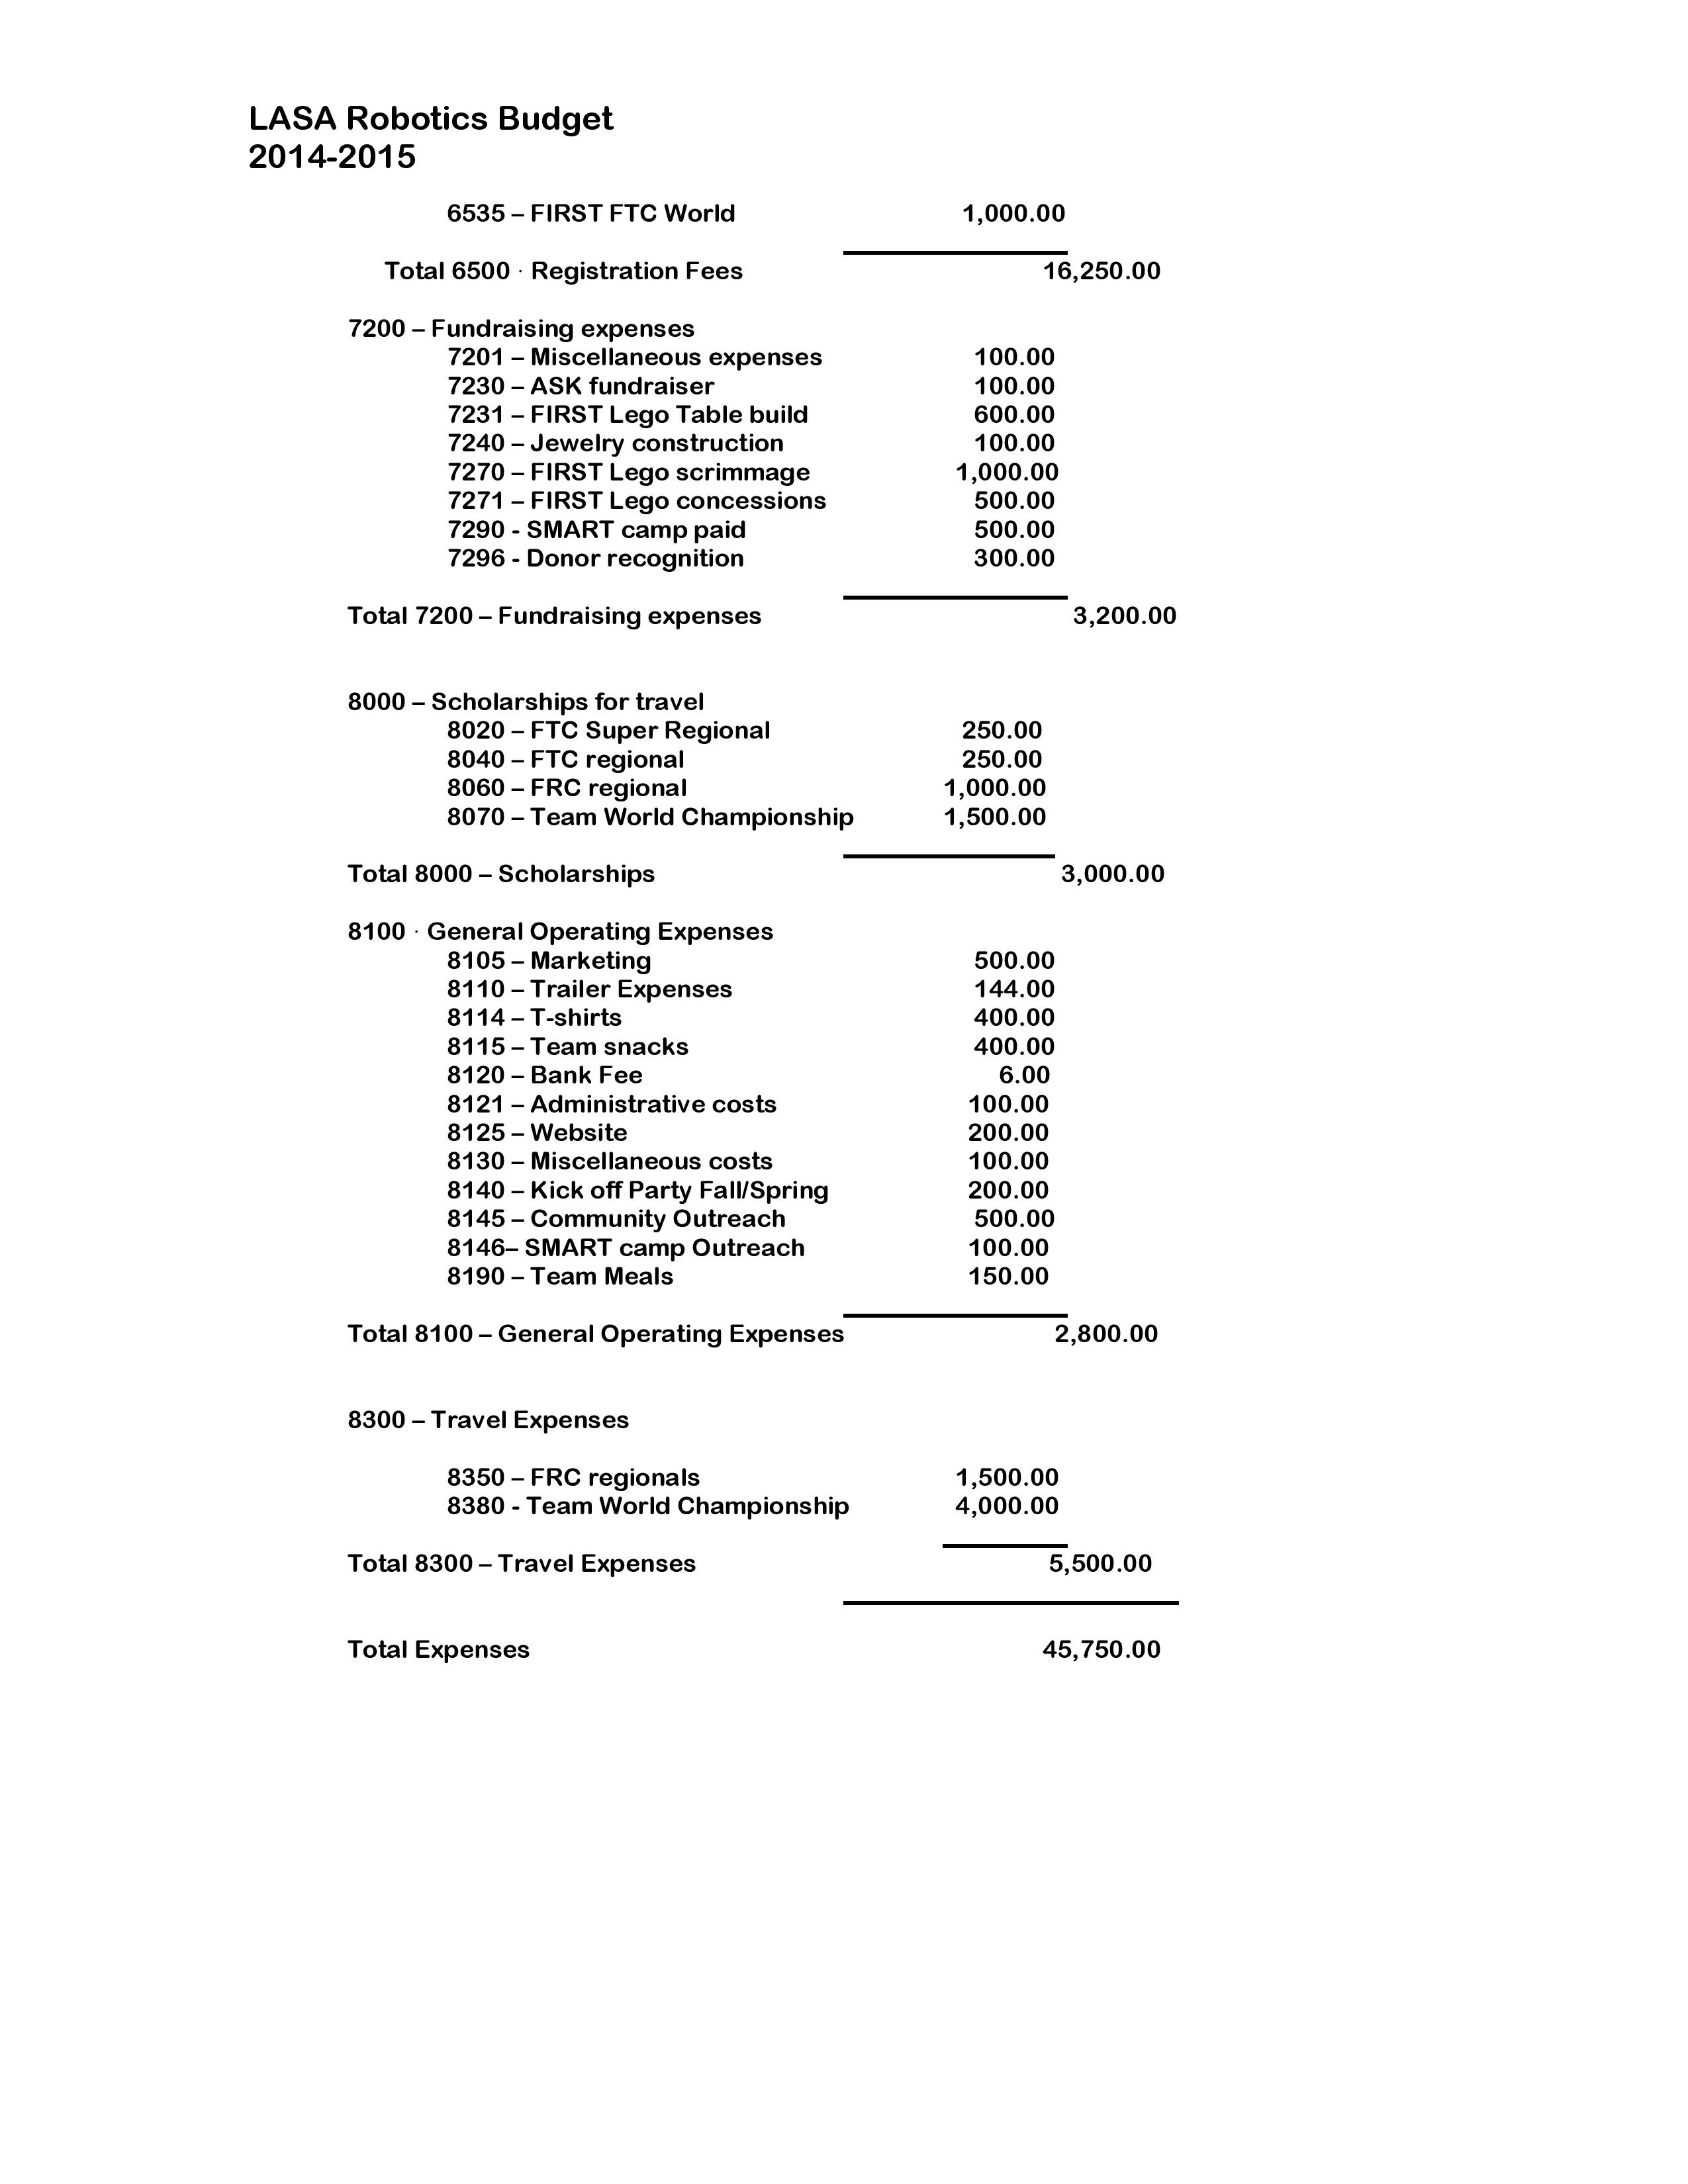 LASA Robotics Budget
2014-2015
6535 – FIRST FTC World 1,000.00
Total 6500 · Registration Fees 16,250.00
7200 – Fundraising expenses
7201 – Miscellaneous expenses 100.00
7230 – ASK fundraiser 100.00
7231 – FIRST Lego Table build 600.00
7240 – Jewelry construction 100.00
7270 – FIRST Lego scrimmage 1,000.00
7271 – FIRST Lego concessions 500.00
7290 - SMART camp paid 500.00
7296 - Donor recognition 300.00
Total 7200 – Fundraising expenses 3,200.00
8000 – Scholarships for travel
8020 – FTC Super Regional 250.00
8040 – FTC regional 250.00
8060 – FRC regional 1,000.00
8070 – Team World Championship 1,500.00
Total 8000 – Scholarships 3,000.00
8100 · General Operating Expenses
8105 – Marketing 500.00
8110 – Trailer Expenses 144.00
8114 – T-shirts 400.00
8115 – Team snacks 400.00
8120 – Bank Fee 6.00
8121 – Administrative costs 100.00
8125 – Website 200.00
8130 – Miscellaneous costs 100.00
8140 – Kick off Party Fall/Spring 200.00
8145 – Community Outreach 500.00
8146– SMART camp Outreach 100.00
8190 – Team Meals 150.00
Total 8100 – General Operating Expenses 2,800.00
8300 – Travel Expenses
8350 – FRC regionals 1,500.00
8380 - Team World Championship 4,000.00
Total 8300 – Travel Expenses 5,500.00
Total Expenses 45,750.00